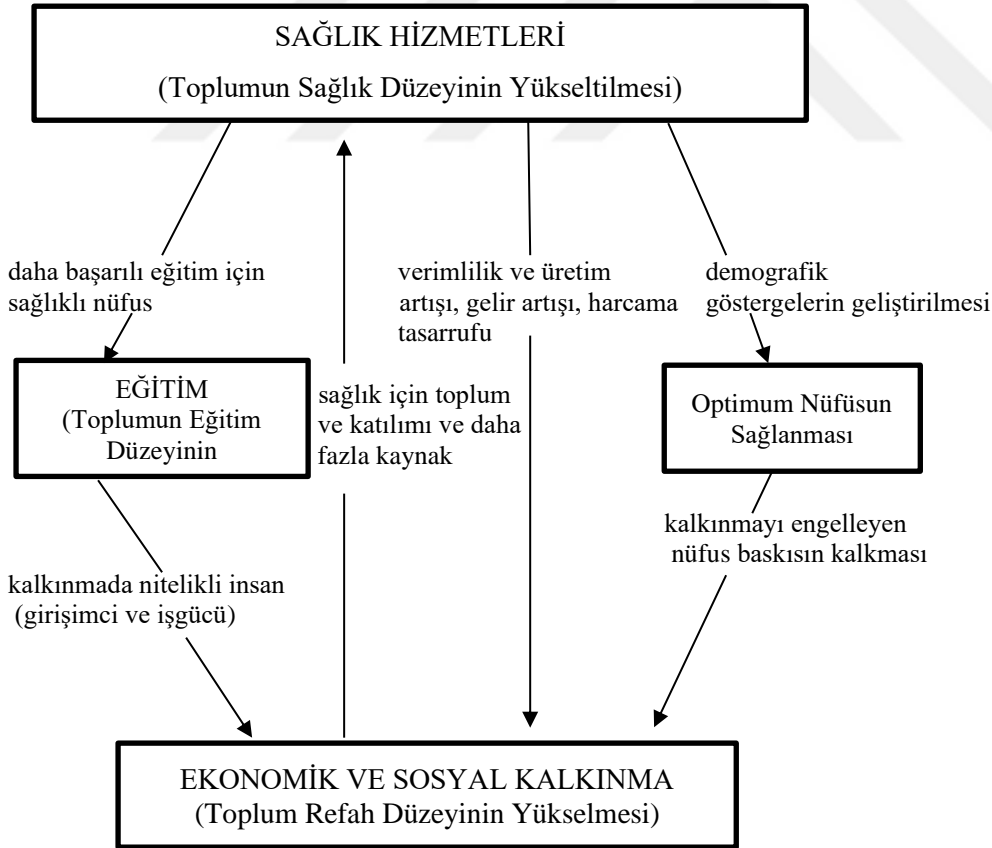 SAĞLIK HİZMETLERİ
(Toplumun Sağlık Düzeyinin Yükseltilmesi)
daha başarılı eğitim için
sağlıklı nüfus
verimlilik ve üretim
artışı, gelir artışı, harcama
tasarrufu
demografik
göstergelerin geliştirilmesi
EĞİTİM
(Toplumun Eğitim
Düzeyinin
sağlık için toplum
ve katılımı ve daha
fazla kaynak
Optimum Nüfüsun
Sağlanması
kalkınmayı engelleyen
nüfus baskısın kalkması
kalkınmada nitelikli insan
(girişimci ve işgücü)
EKONOMİK VE SOSYAL KALKINMA
(Toplum Refah Düzeyinin Yükselmesi)